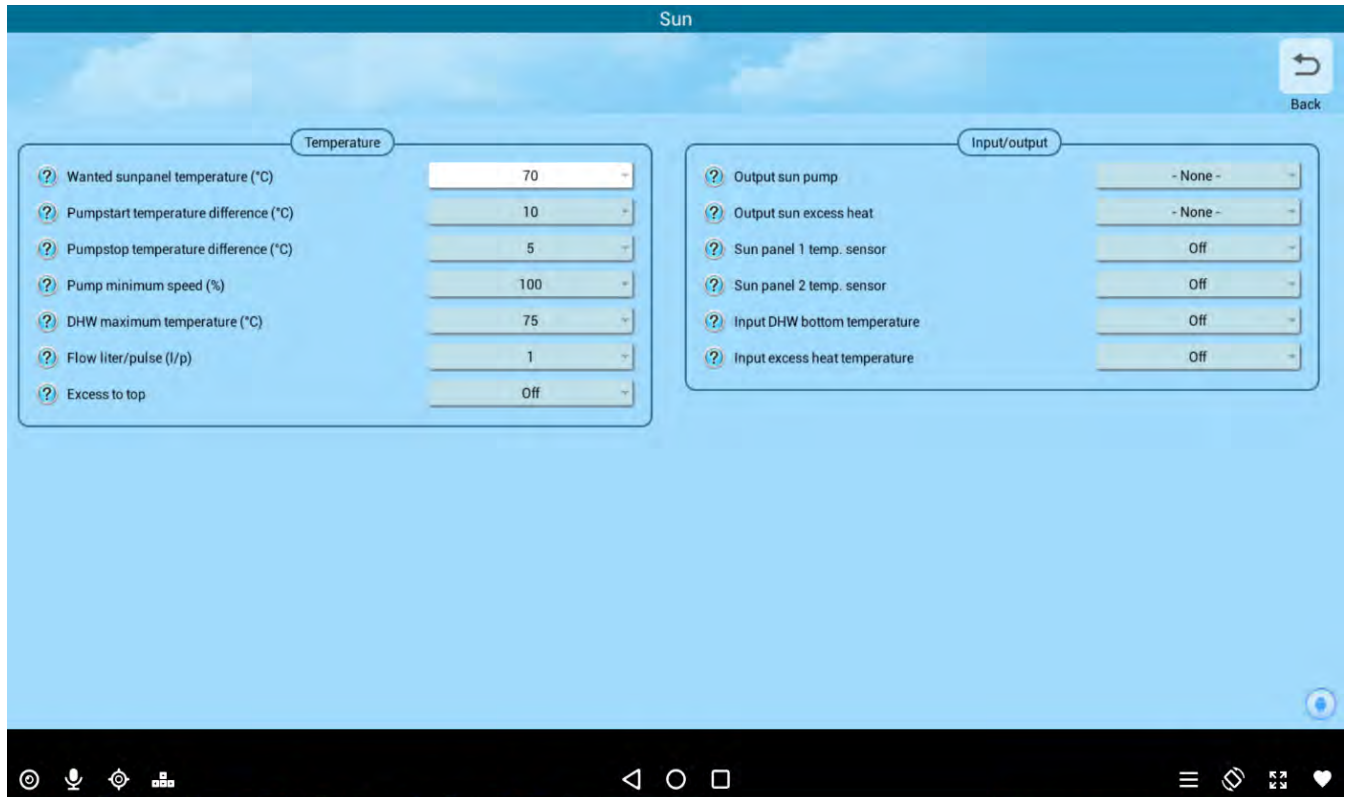 Sun
Back
Temperature
? Wanted sunpanel temperature (°C) 70
? Pumpstart temperature difference (°C) 10
? Pumpstop temperature difference (°C) 5
? Pump minimum speed (%) 100
? DHW maximum temperature (°C) 75
? Flow liter/pulse (l/p) 1
? Excess to top Off
Input/output
? Output sun pump - None -
? Output sun excess heat - None -
? Sun panel 1 temp. sensor Off
? Sun panel 2 temp. sensor Off
? Input DHW bottom temperature Off
? Input excess heat temperature Off